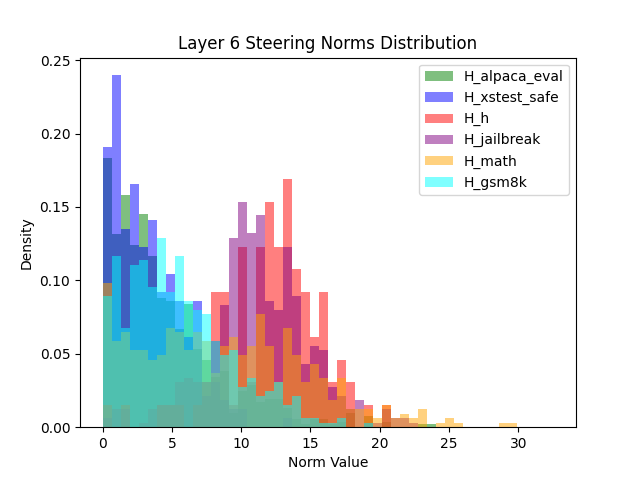 Layer 6 Steering Norms Distribution
0.25
0.20
0.15
0.10
0.05
0.00
Density
H_alpaca_eval
H_xstest_safe
H_h
H_jailbreak
H_math
H_gsm8k
0 5 10 15 20 25 30
Norm Value